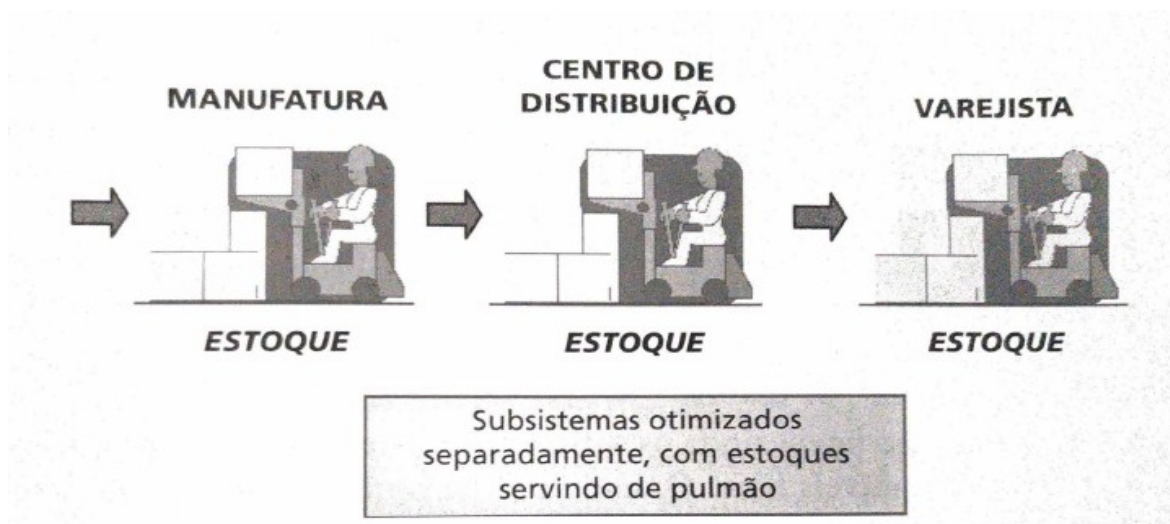 MANUFATURA
CENTRO DE
DISTRIBUIÇÃO
VAREJISTA
ESTOQUE
ESTOQUE
ESTOQUE
Subsistemas otimizados
separadamente, com estoques
servindo de pulmão